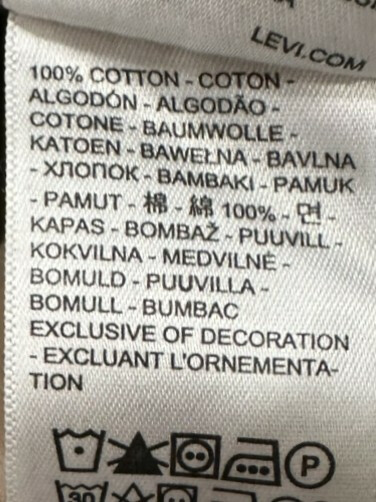 LEVI.COM
100% COTTON - COTON -
ALGODÓN - ALGODÃO -
COTONE - BAUMWOLLE -
KATOEN - BAWEŁNA - BAVLNA
- ХЛОПОК - BAMBAKI - PAMUK
- PAMUT - 棉 - 綿 100% - 면 -
KAPAS - BOMBAŽ - PUUVILL -
KOKVILNA - MEDVILNĖ -
BOMULD - PUUVILLA -
BOMULL - BUMBAC
EXCLUSIVE OF DECORATION
- EXCLUANT L'ORNEMENTA-
TION
P
30